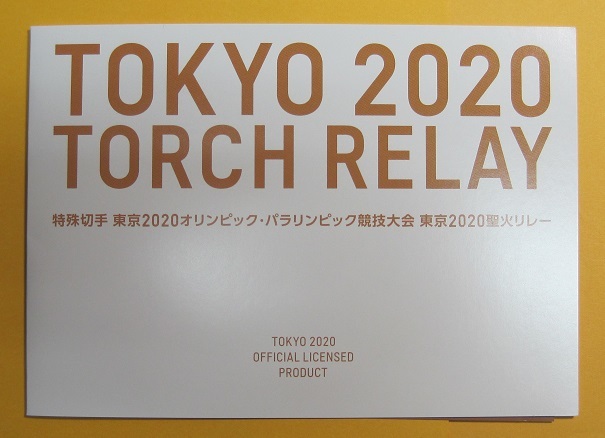 TOKYO 2020
TORCH RELAY
特殊切手 東京2020オリンピック・パラリンピック競技大会 東京2020聖火リレー
TOKYO 2020
OFFICIAL LICENSED
PRODUCT